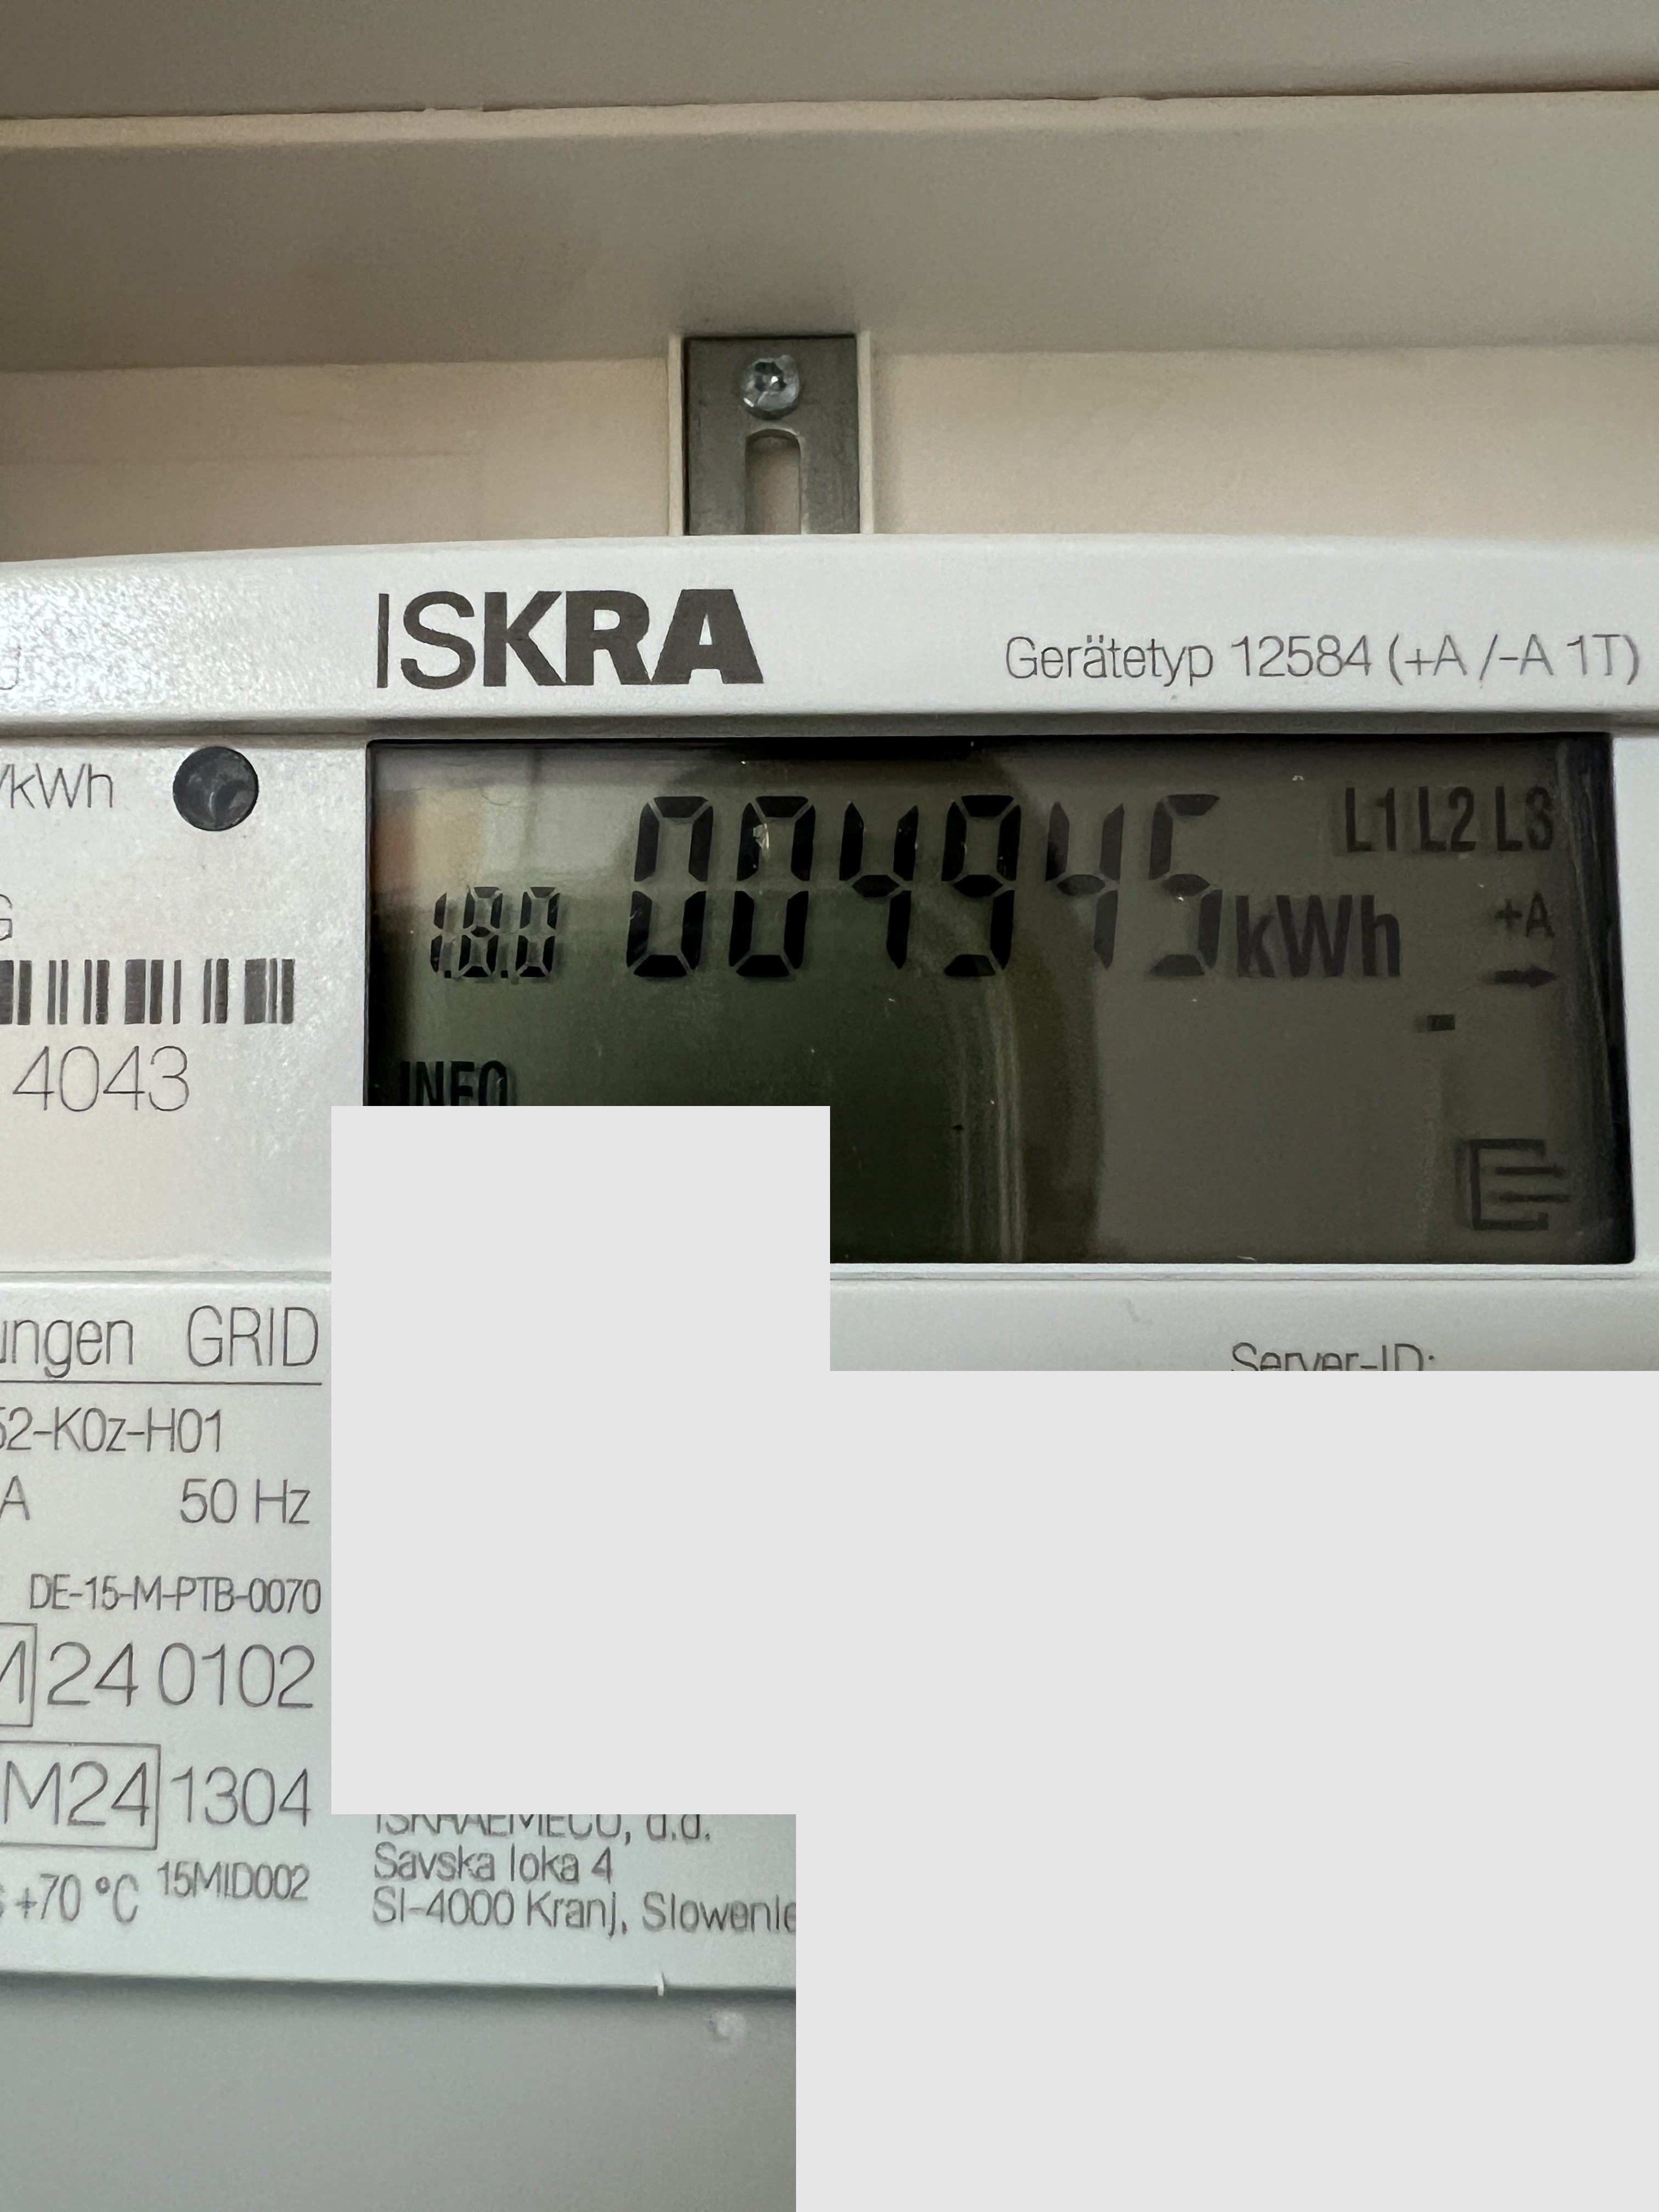 ISKRA
Gerätetyp 12584 (+A /-A 1T)
/kWh
L1 L2 L3
1.8.0 004945 kWh
+A
4043
INFO
GRID
Server-ID:
52-K0z-H01
A 50 Hz
DE-15-M-PTB-0070
M 24 0102
M24 1304
+70 °C 15MID002
ISKRAEMECO, d.d.
Savska loka 4
SI-4000 Kranj, Slowenie